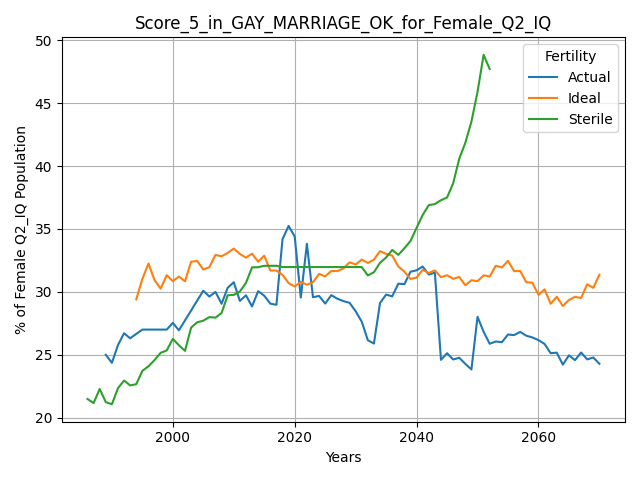 Score_5_in_GAY_MARRIAGE_OK_for_Female_Q2_IQ
% of Female Q2_IQ Population
50
45
40
35
30
25
20
Fertility
Actual
Ideal
Sterile
2000
2020
2040
2060
Years